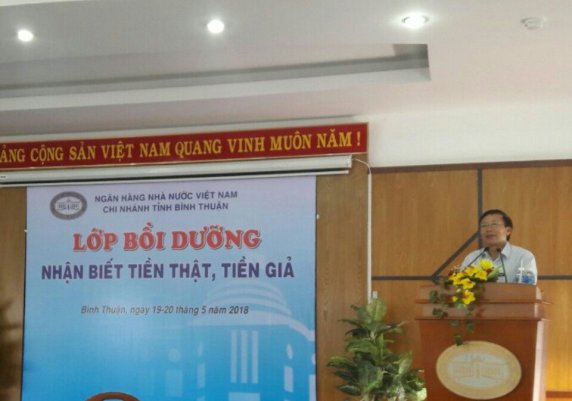 ẢNG CỘNG SẢN VIỆT NAM QUANG VINH MUÔN NĂM !
NGÂN HÀNG NHÀ NƯỚC VIỆT NAM
CHI NHÁNH TỈNH BÌNH THUẬN
LỚP BỒI DƯỠNG
NHẬN BIẾT TIỀN THẬT, TIỀN GIẢ
Bình Thuận, ngày 19-20 tháng 5 năm 2018